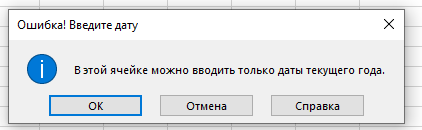 Ошибка! Введите дату
В этой ячейке можно вводить только даты текущего года.
ОК
Отмена
Справка